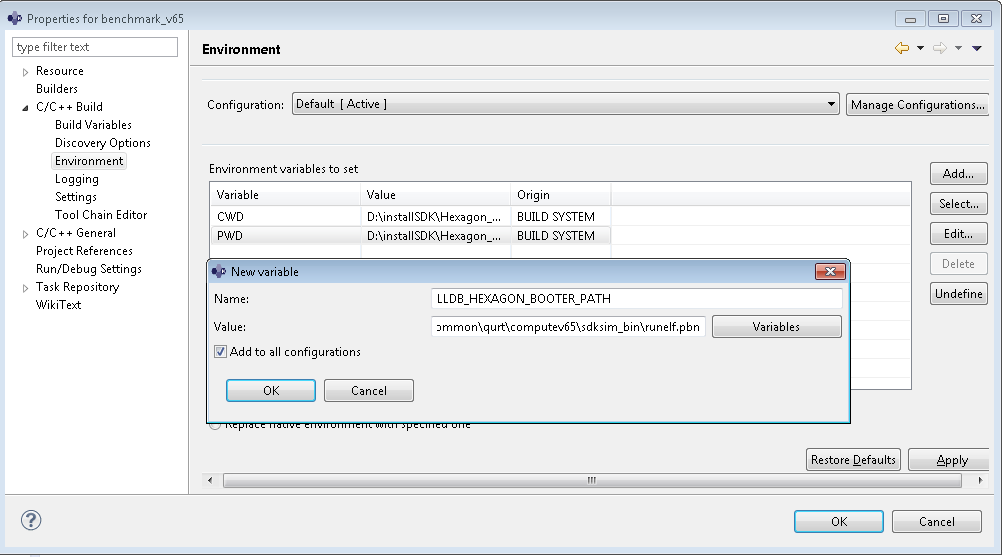 Properties for benchmark_v65
type filter text
Resource
Builders
C/C++ Build
Build Variables
Discovery Options
Environment
Logging
Settings
Tool Chain Editor
C/C++ General
Project References
Run/Debug Settings
Task Repository
WikiText
Environment
Configuration: Default [ Active ] Manage Configurations...
Environment variables to set
Variable Value Origin
CWD D:\installSDK\Hexagon_... BUILD SYSTEM
PWD D:\installSDK\Hexagon_... BUILD SYSTEM
Add...
Select...
Edit...
Delete
Undefine
New variable
Name: LLDB_HEXAGON_BOOTER_PATH
Value: ommon\qurt\computev65\sdksim_bin\runelf.pbn Variables
Add to all configurations
OK Cancel
Replace native environment with specified one
Restore Defaults Apply
OK Cancel